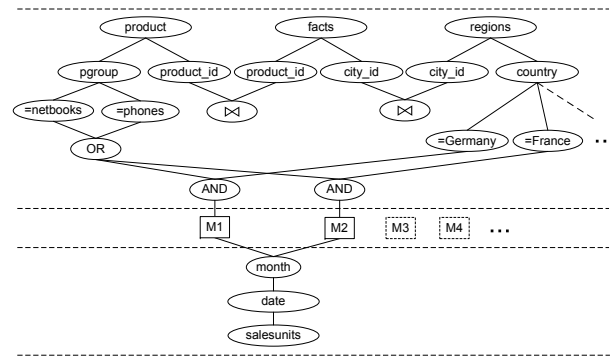 product facts regions
pgroup product_id product_id city_id city_id country
=netbooks =phones ⋈ ⋈
OR =Germany =France ...
AND AND
M1 M2 M3 M4 ...
month
date
salesunits